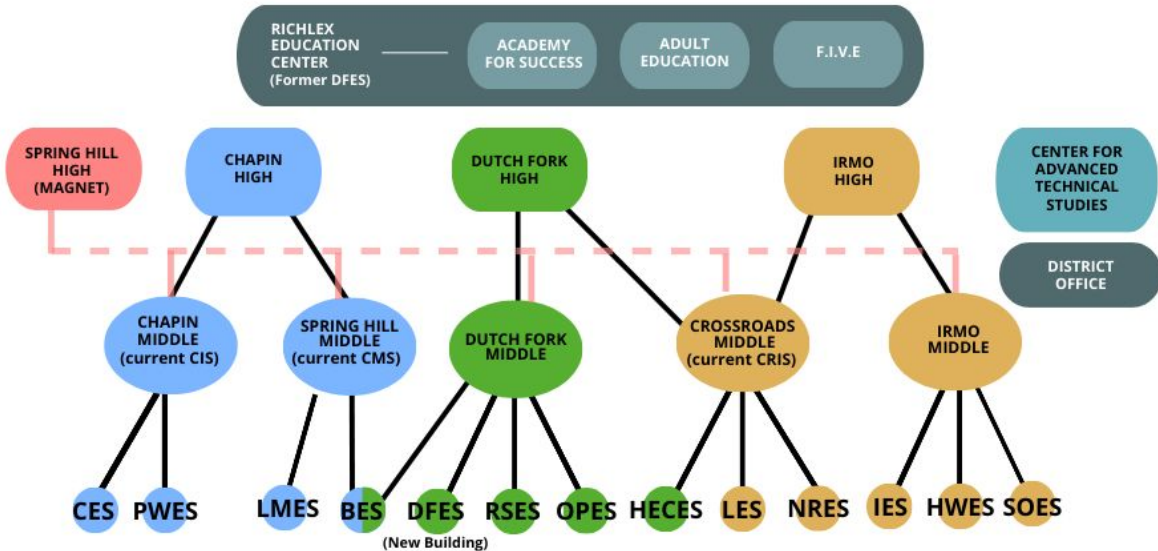 RICHLEX
EDUCATION
CENTER
(Former DFES)
ACADEMY
FOR SUCCESS
ADULT
EDUCATION
F.I.V.E
SPRING HILL
HIGH
(MAGNET)
CHAPIN
HIGH
DUTCH FORK
HIGH
IRMO
HIGH
CENTER FOR
ADVANCED
TECHNICAL
STUDIES
DISTRICT
OFFICE
CHAPIN
MIDDLE
(current CIS)
SPRING HILL
MIDDLE
(current CMS)
DUTCH FORK
MIDDLE
CROSSROADS
MIDDLE
(current CRIS)
IRMO
MIDDLE
CES
PWES
LMES
BES
DFES
(New Building)
RSES
OPES
HECES
LES
NRES
IES
HWES
SOES